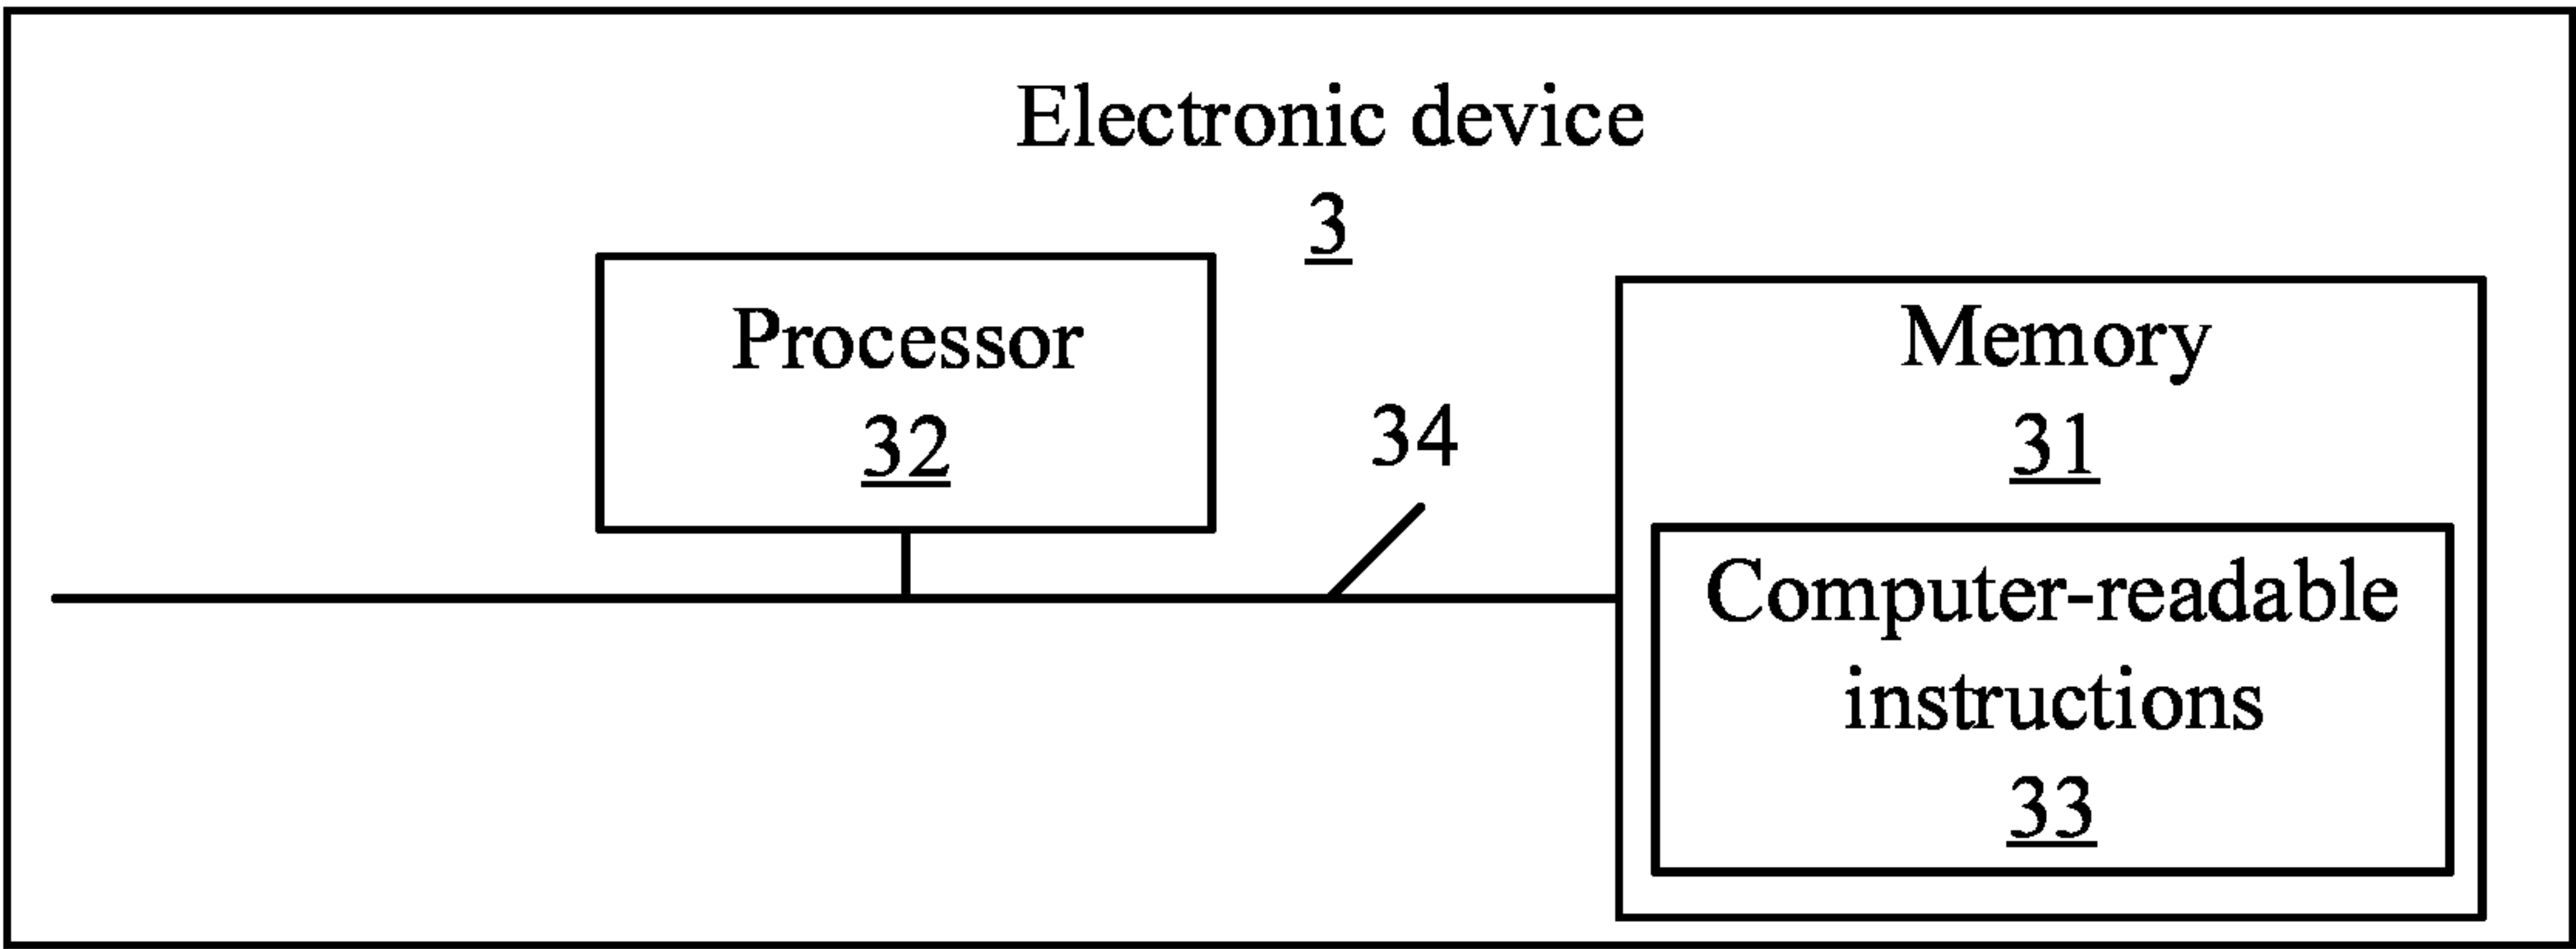 Electronic device
3
Processor
32
34
Memory
31
Computer-readable
instructions
33